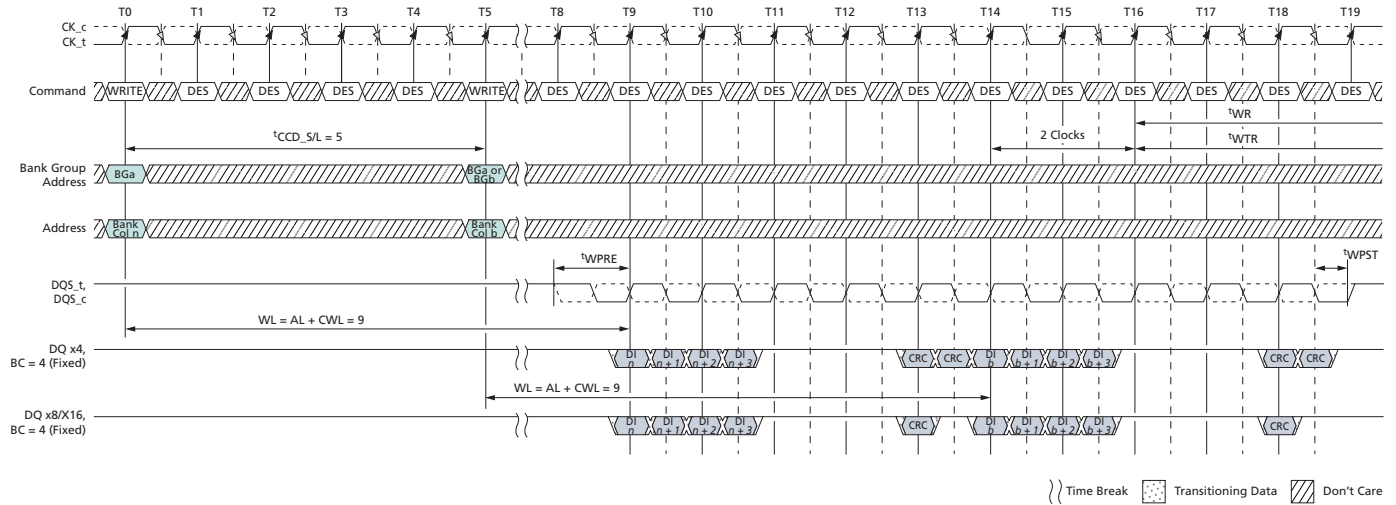 T0 T1 T2 T3 T4 T5 T8 T9 T10 T11 T12 T13 T14 T15 T16 T17 T18 T19
CK_c
CK_t
Command WRITE DES DES DES DES WRITE DES DES DES DES DES DES DES DES DES DES DES DES
tWR
tCCD_S/L = 5 2 Clocks tWTR
Bank Group
Address
BGa BGa or
BGb
Address Bank
Col n Bank
Col b
tWPRE tWPST
DQS_t,
DQS_c
WL = AL + CWL = 9
DQ x4,
BC = 4 (Fixed)
DI
n DI
n + 1 DI
n + 2 DI
n + 3 CRC CRC DI
b DI
b + 1 DI
b + 2 DI
b + 3 CRC CRC
WL = AL + CWL = 9
DQ x8/X16,
BC = 4 (Fixed)
DI
n DI
n + 1 DI
n + 2 DI
n + 3 CRC DI
b DI
b + 1 DI
b + 2 DI
b + 3 CRC
Time Break Transitioning Data Don't Care